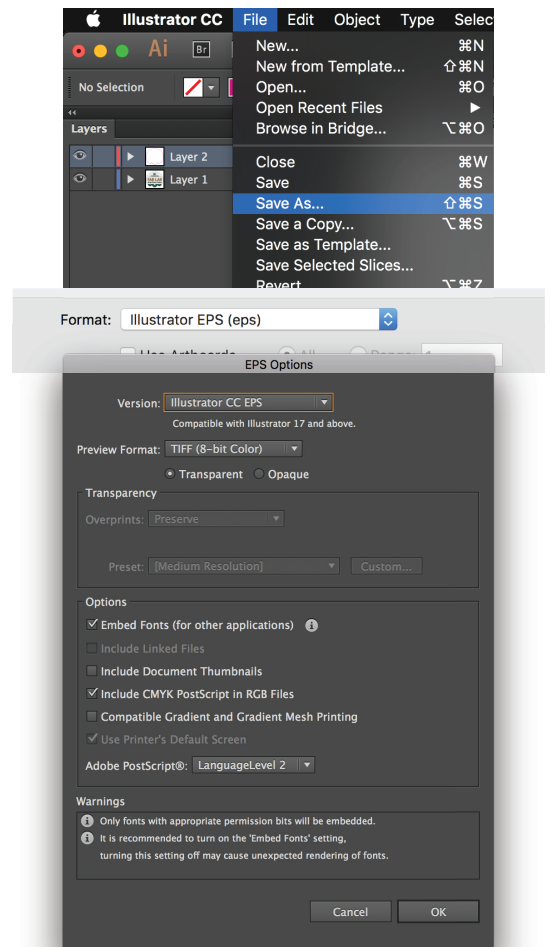 Illustrator CC File Edit Object Type Selec
Ai Br
New... ⌘N
New from Template... ⇧⌘N
No Selection
Open... ⌘O
Open Recent Files ▶
Layers
Browse in Bridge... ⌥⌘O
Layer 2
Close ⌘W
Layer 1
Save ⌘S
Save As... ⇧⌘S
Save a Copy... ⌥⌘S
Save as Template...
Save Selected Slices...
Revert ⌥⌘Z
Format: Illustrator EPS (eps)
Use Artboards All Range: 1
EPS Options
Version: Illustrator CC EPS
Compatible with Illustrator 17 and above.
Preview Format: TIFF (8-bit Color)
Transparent Opaque
Transparency
Overprints: Preserve
Preset: [Medium Resolution] Custom...
Options
Embed Fonts (for other applications)
Include Linked Files
Include Document Thumbnails
Include CMYK PostScript in RGB Files
Compatible Gradient and Gradient Mesh Printing
Use Printer's Default Screen
Adobe PostScript®: LanguageLevel 2
Warnings
Only fonts with appropriate permission bits will be embedded.
It is recommended to turn on the 'Embed Fonts' setting,
turning this setting off may cause unexpected rendering of fonts.
Cancel OK